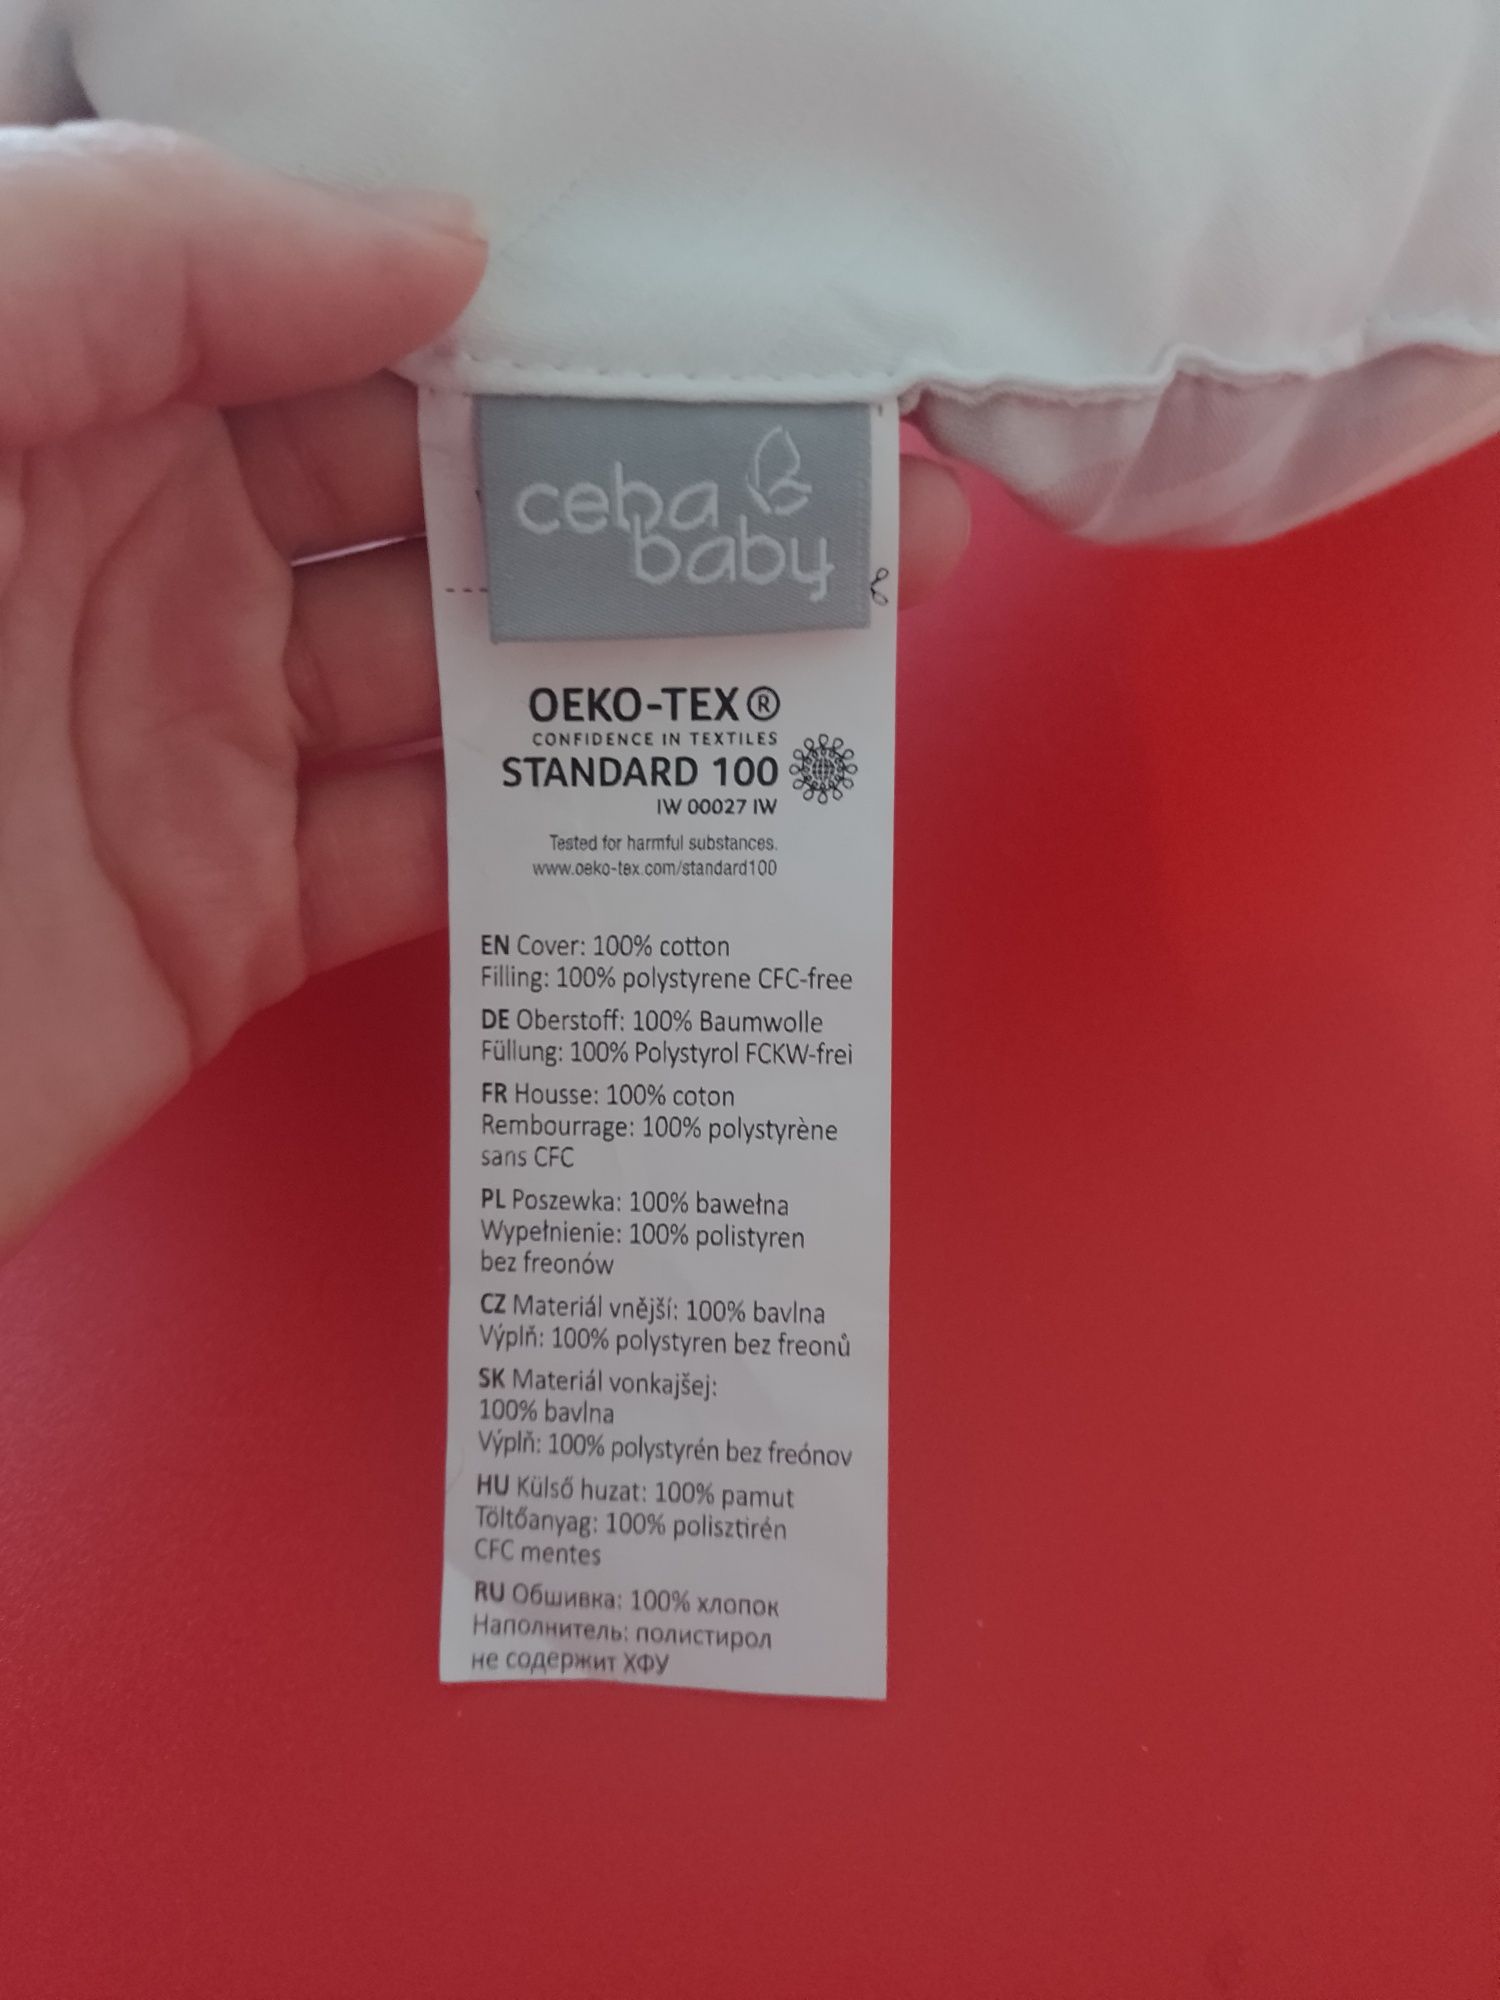 ceba
baby
OEKO-TEX®
CONFIDENCE IN TEXTILES
STANDARD 100
IW 00027 IW
Tested for harmful substances.
www.oeko-tex.com/standard100
EN Cover: 100% cotton
Filling: 100% polystyrene CFC-free
DE Oberstoff: 100% Baumwolle
Füllung: 100% Polystyrol FCKW-frei
FR Housse: 100% coton
Rembourrage: 100% polystyrène
sans CFC
PL Poszewka: 100% bawełna
Wypełnienie: 100% polistyren
bez freonów
CZ Materiál vnější: 100% bavlna
Výplň: 100% polystyren bez freonů
SK Materiál vonkajšej:
100% bavlna
Výplň: 100% polystyrén bez freónov
HU Külső huzat: 100% pamut
Töltőanyag: 100% polisztirén
CFC mentes
RU Обшивка: 100% хлопок
Наполнитель: полистирол
не содержит ХФУ